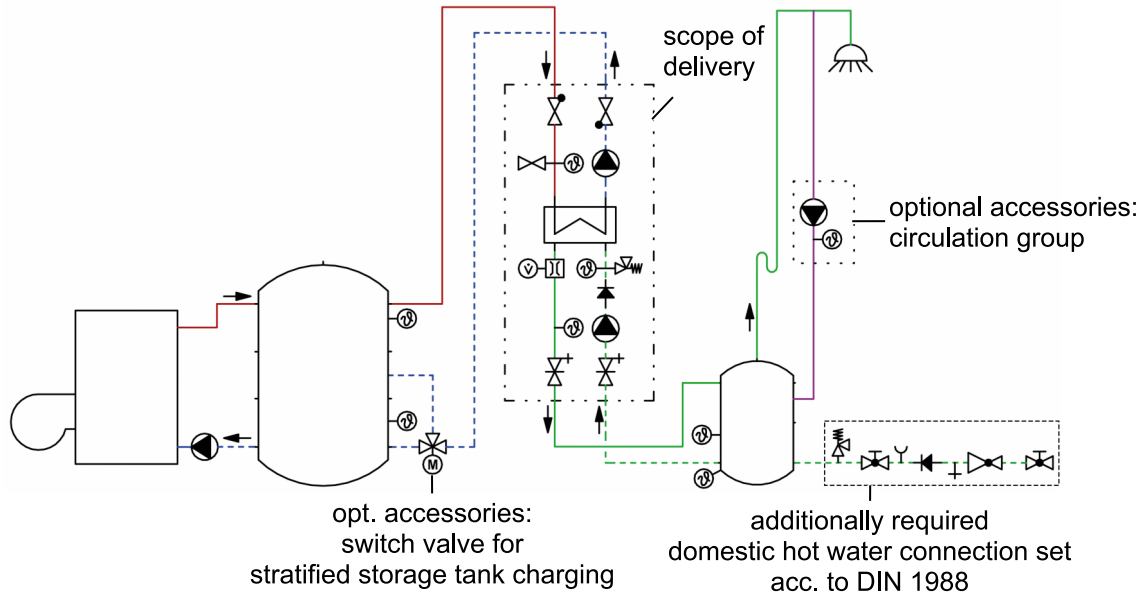 scope of
delivery
ϑ
ϑ
V̇
ϑ
optional accessories:
circulation group
ϑ
ϑ
ϑ
ϑ
ϑ
ϑ
M
opt. accessories:
switch valve for
stratified storage tank charging
additionally required
domestic hot water connection set
acc. to DIN 1988